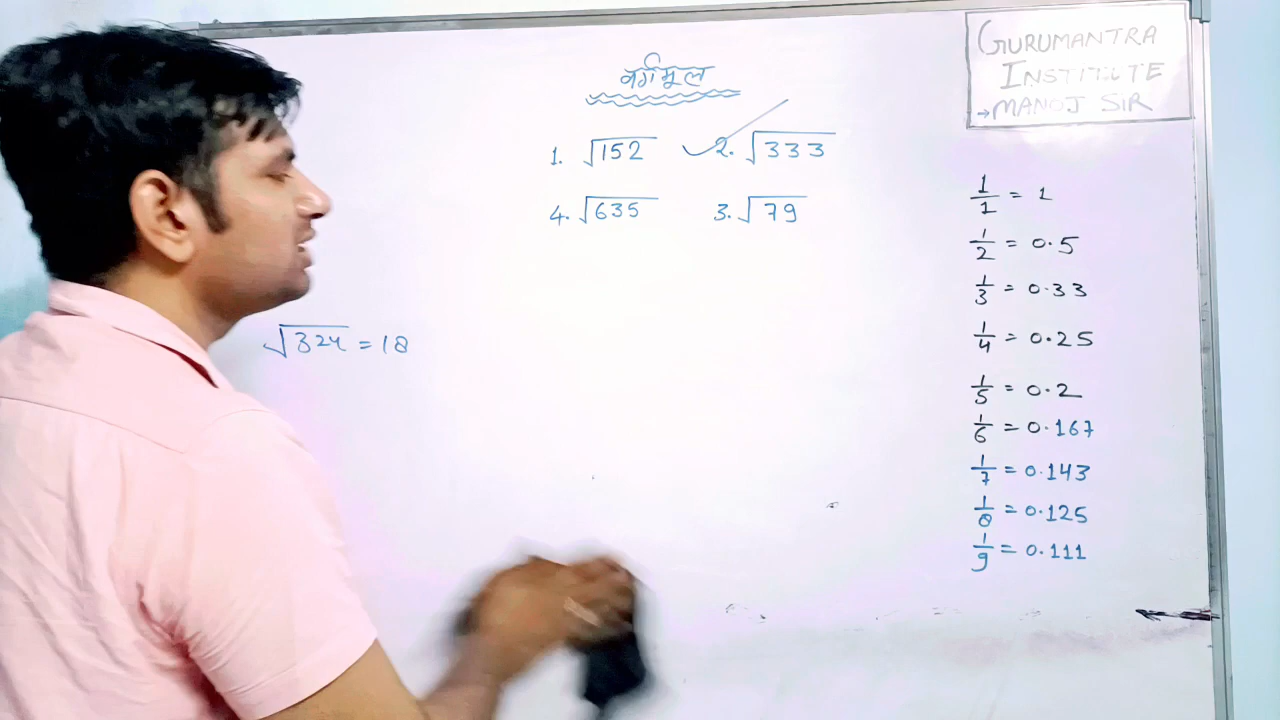 वर्गमूल
1. √152 2. √333
4. √635 3. √79
√324 = 18
GURUMANTRA
INSTITUTE
→MANOJ SIR
1/1 = 1
1/2 = 0.5
1/3 = 0.33
1/4 = 0.25
1/5 = 0.2
1/6 = 0.167
1/7 = 0.143
1/8 = 0.125
1/9 = 0.111